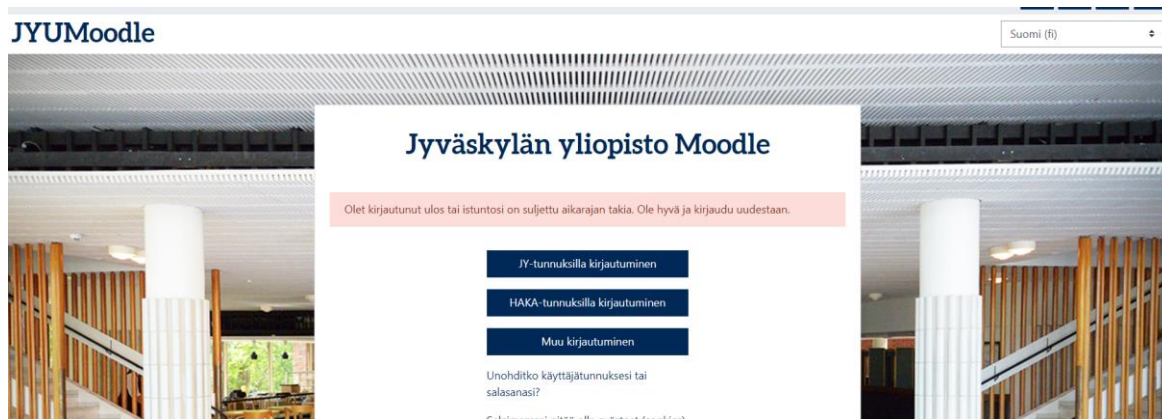 JYUMoodle
Suomi (fi)
Jyväskylän yliopisto Moodle
Olet kirjautunut ulos tai istuntosi on suljettu aikarajan takia. Ole hyvä ja kirjaudu uudestaan.
JY-tunnuksilla kirjautuminen
HAKA-tunnuksilla kirjautuminen
Muu kirjautuminen
Unohditko käyttäjätunnuksesi tai
salasanasi?